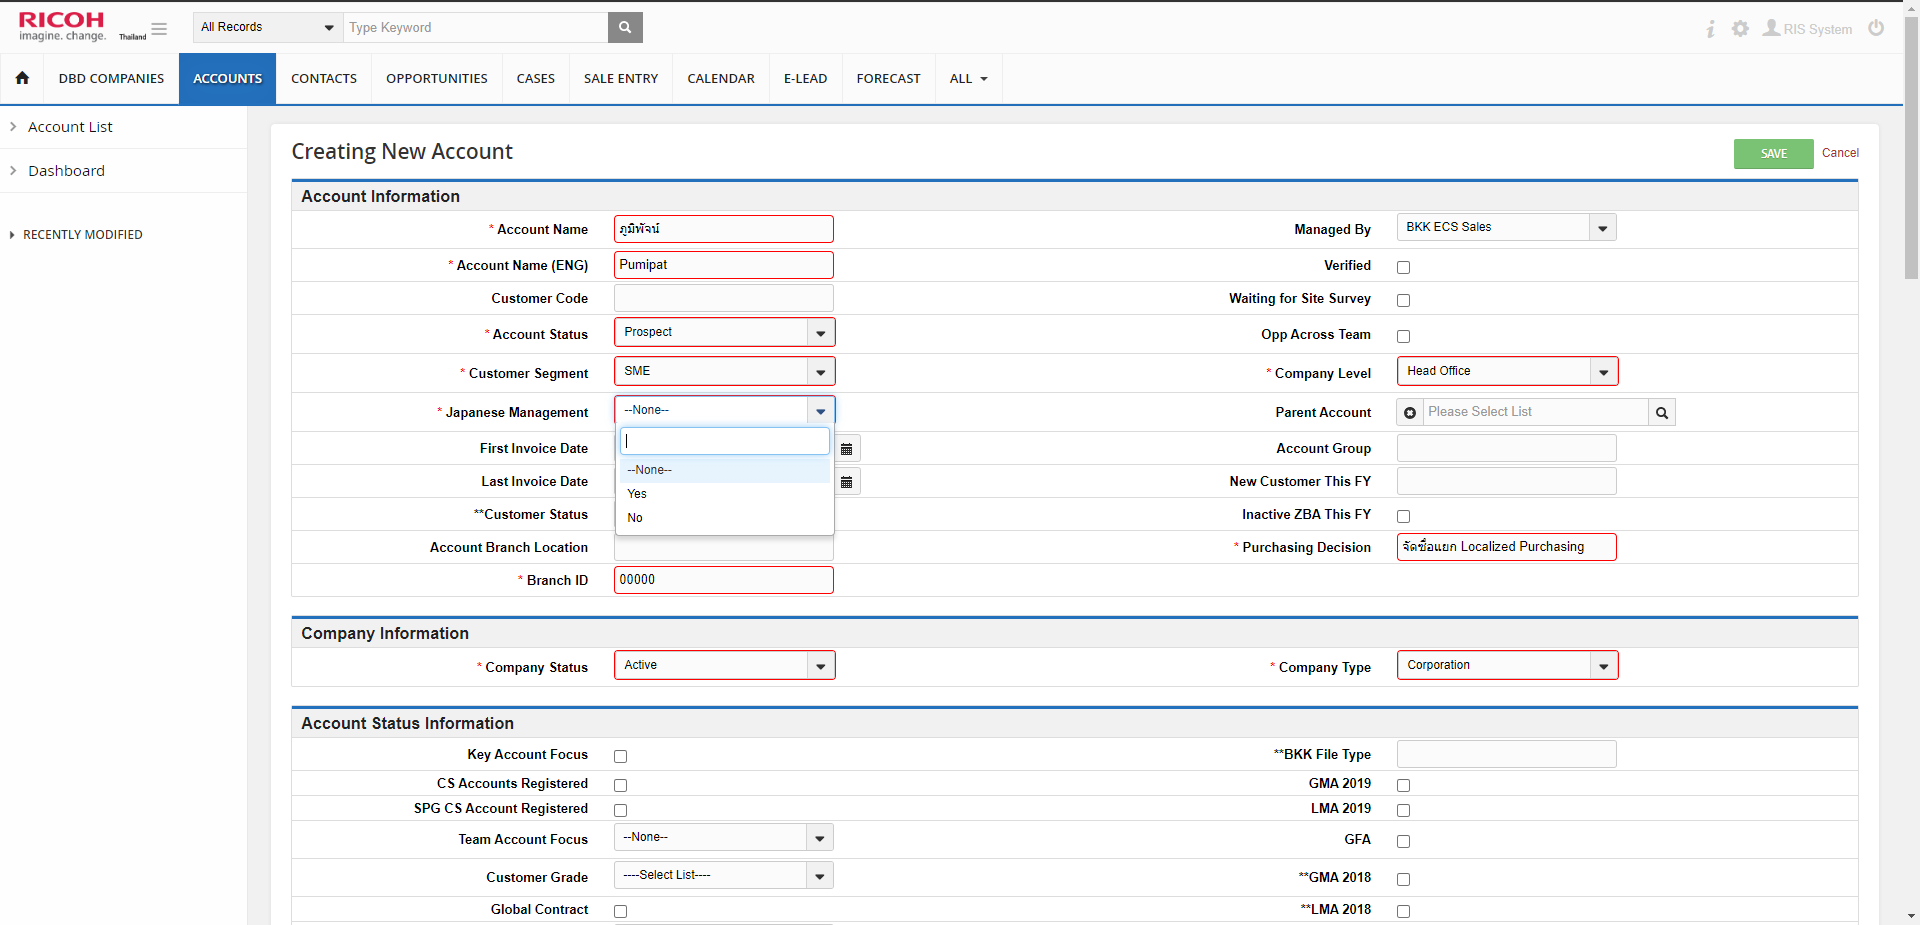 RICOH
imagine. change. Thailand
All Records Type Keyword RIS System
DBD COMPANIES ACCOUNTS CONTACTS OPPORTUNITIES CASES SALE ENTRY CALENDAR E-LEAD FORECAST ALL
Account List
Dashboard
RECENTLY MODIFIED
Creating New Account SAVE Cancel
Account Information
* Account Name ภูมิพัจน์ Managed By BKK ECS Sales
* Account Name (ENG) Pumipat Verified
Customer Code Waiting for Site Survey
* Account Status Prospect Opp Across Team
* Customer Segment SME * Company Level Head Office
* Japanese Management --None-- Parent Account Please Select List
First Invoice Date Account Group
--None--
Last Invoice Date New Customer This FY
Yes
**Customer Status No Inactive ZBA This FY
Account Branch Location * Purchasing Decision จัดซื้อแยก Localized Purchasing
* Branch ID 00000
Company Information
* Company Status Active * Company Type Corporation
Account Status Information
Key Account Focus **BKK File Type
CS Accounts Registered GMA 2019
SPG CS Account Registered LMA 2019
Team Account Focus --None-- GFA
Customer Grade ----Select List---- **GMA 2018
Global Contract **LMA 2018